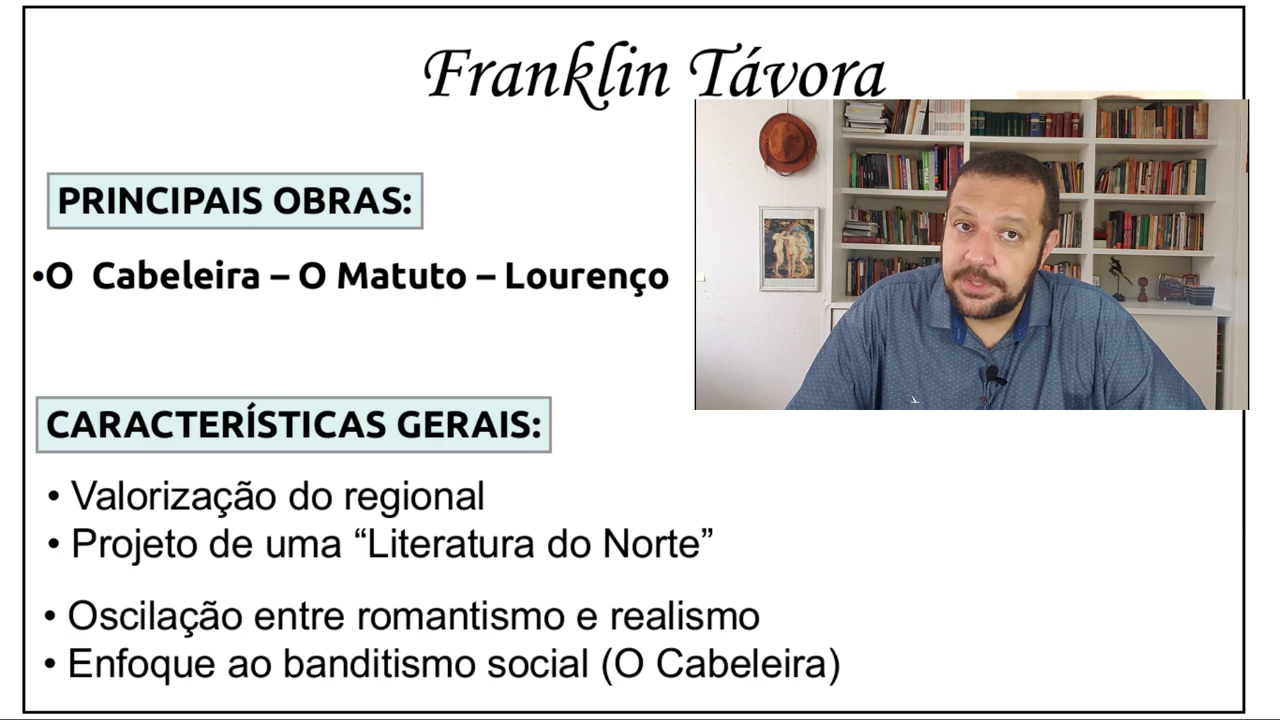 Franklin Távora
PRINCIPAIS OBRAS:
•O Cabeleira – O Matuto – Lourenço
CARACTERÍSTICAS GERAIS:
• Valorização do regional
• Projeto de uma “Literatura do Norte”
• Oscilação entre romantismo e realismo
• Enfoque ao banditismo social (O Cabeleira)